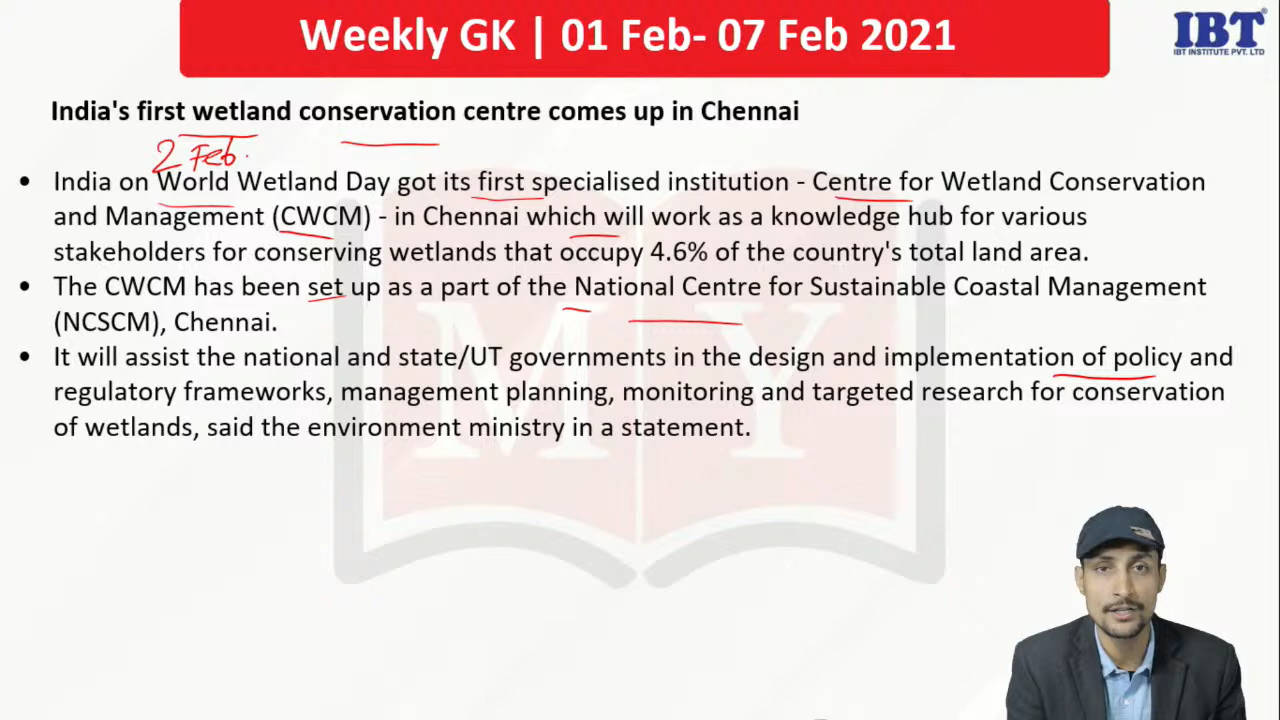 Weekly GK | 01 Feb- 07 Feb 2021
IBT
IBT INSTITUTE PVT. LTD
India's first wetland conservation centre comes up in Chennai
2 Feb.
• India on World Wetland Day got its first specialised institution - Centre for Wetland Conservation
and Management (CWCM) - in Chennai which will work as a knowledge hub for various
stakeholders for conserving wetlands that occupy 4.6% of the country's total land area.
• The CWCM has been set up as a part of the National Centre for Sustainable Coastal Management
(NCSCM), Chennai.
• It will assist the national and state/UT governments in the design and implementation of policy and
regulatory frameworks, management planning, monitoring and targeted research for conservation
of wetlands, said the environment ministry in a statement.
M Y